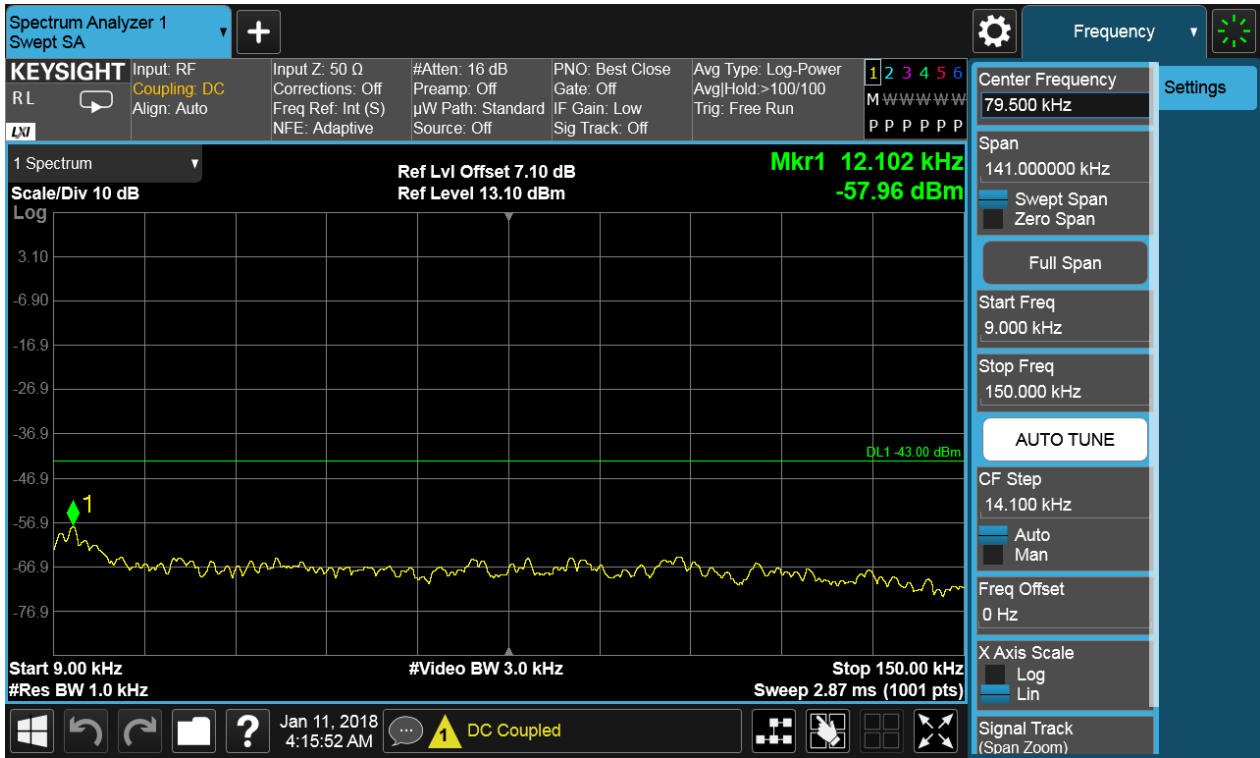 Spectrum Analyzer 1
Swept SA
+
Frequency
KEYSIGHT
RL
LXI
Input: RF
Coupling: DC
Align: Auto
Input Z: 50 Ω
Corrections: Off
Freq Ref: Int (S)
NFE: Adaptive
#Atten: 16 dB
Preamp: Off
µW Path: Standard
Source: Off
PNO: Best Close
Gate: Off
IF Gain: Low
Sig Track: Off
Avg Type: Log-Power
Avg|Hold:>100/100
Trig: Free Run
1 2 3 4 5 6
M W W W W W
P P P P P P
1 Spectrum
Scale/Div 10 dB
Log
Ref Lvl Offset 7.10 dB
Ref Level 13.10 dBm
Mkr1 12.102 kHz
-57.96 dBm
3.10
-6.90
-16.9
-26.9
-36.9
-46.9
-56.9
-66.9
-76.9
DL1 -43.00 dBm
1
Start 9.00 kHz
#Res BW 1.0 kHz
#Video BW 3.0 kHz
Stop 150.00 kHz
Sweep 2.87 ms (1001 pts)
Center Frequency
79.500 kHz
Span
141.000000 kHz
Swept Span
Zero Span
Full Span
Start Freq
9.000 kHz
Stop Freq
150.000 kHz
AUTO TUNE
CF Step
14.100 kHz
Auto
Man
Freq Offset
0 Hz
X Axis Scale
Log
Lin
Signal Track
(Span Zoom)
Settings
?
Jan 11, 2018
4:15:52 AM
1
DC Coupled